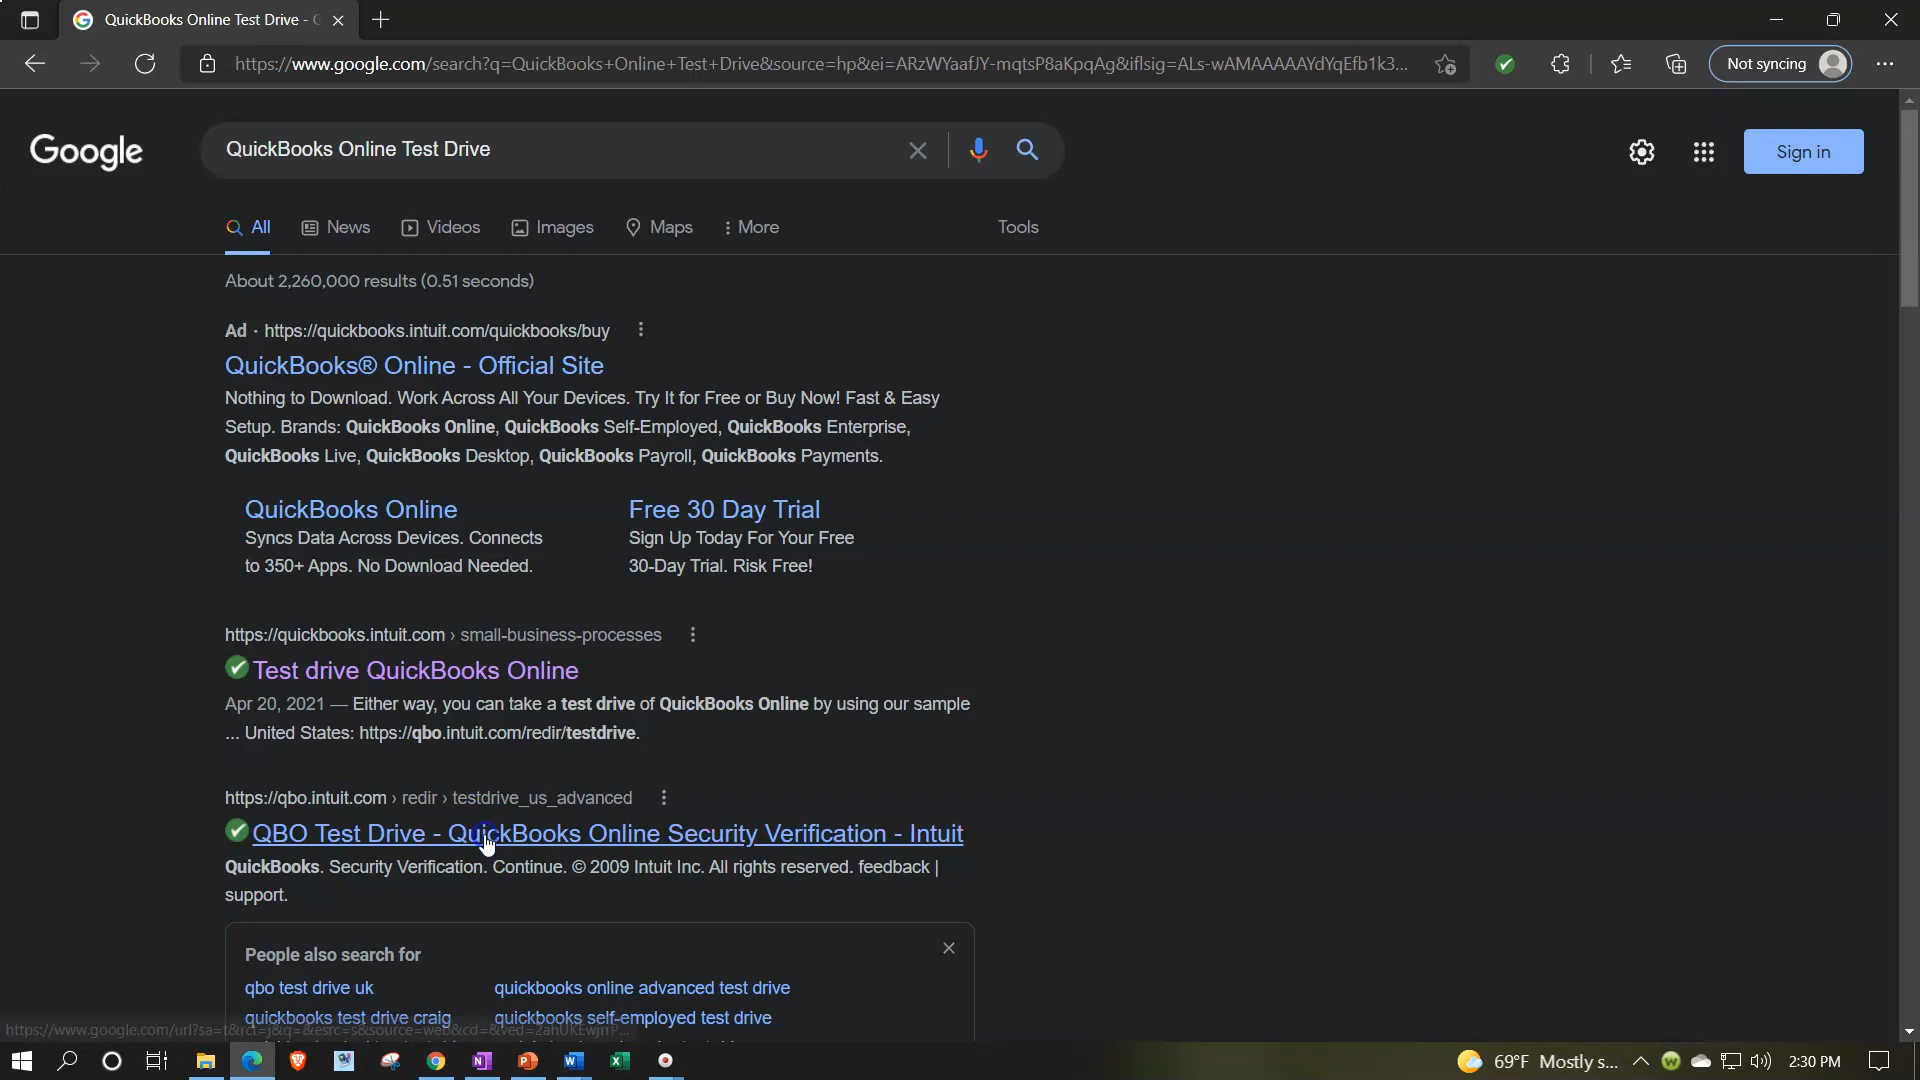 QuickBooks Online Test Drive - G
https://www.google.com/search?q=QuickBooks+Online+Test+Drive&source=hp&ei=ARzWYaafJY-mqtsP8aKpqAg&iflsig=ALs-wAMAAAAAYdYqEfb1k3...
Not syncing
Google
QuickBooks Online Test Drive
Sign in
All
News
Videos
Images
Maps
More
Tools
About 2,260,000 results (0.51 seconds)
Ad · https://quickbooks.intuit.com/quickbooks/buy
QuickBooks® Online - Official Site
Nothing to Download. Work Across All Your Devices. Try It for Free or Buy Now! Fast & Easy
Setup. Brands: QuickBooks Online, QuickBooks Self-Employed, QuickBooks Enterprise,
QuickBooks Live, QuickBooks Desktop, QuickBooks Payroll, QuickBooks Payments.
QuickBooks Online
Syncs Data Across Devices. Connects
to 350+ Apps. No Download Needed.
Free 30 Day Trial
Sign Up Today For Your Free
30-Day Trial. Risk Free!
https://quickbooks.intuit.com › small-business-processes
Test drive QuickBooks Online
Apr 20, 2021 — Either way, you can take a test drive of QuickBooks Online by using our sample
... United States: https://qbo.intuit.com/redir/testdrive.
https://qbo.intuit.com › redir › testdrive_us_advanced
QBO Test Drive - QuickBooks Online Security Verification - Intuit
QuickBooks. Security Verification. Continue. © 2009 Intuit Inc. All rights reserved. feedback |
support.
People also search for
qbo test drive uk
quickbooks online advanced test drive
quickbooks test drive craig
quickbooks self-employed test drive
69°F Mostly s...
2:30 PM